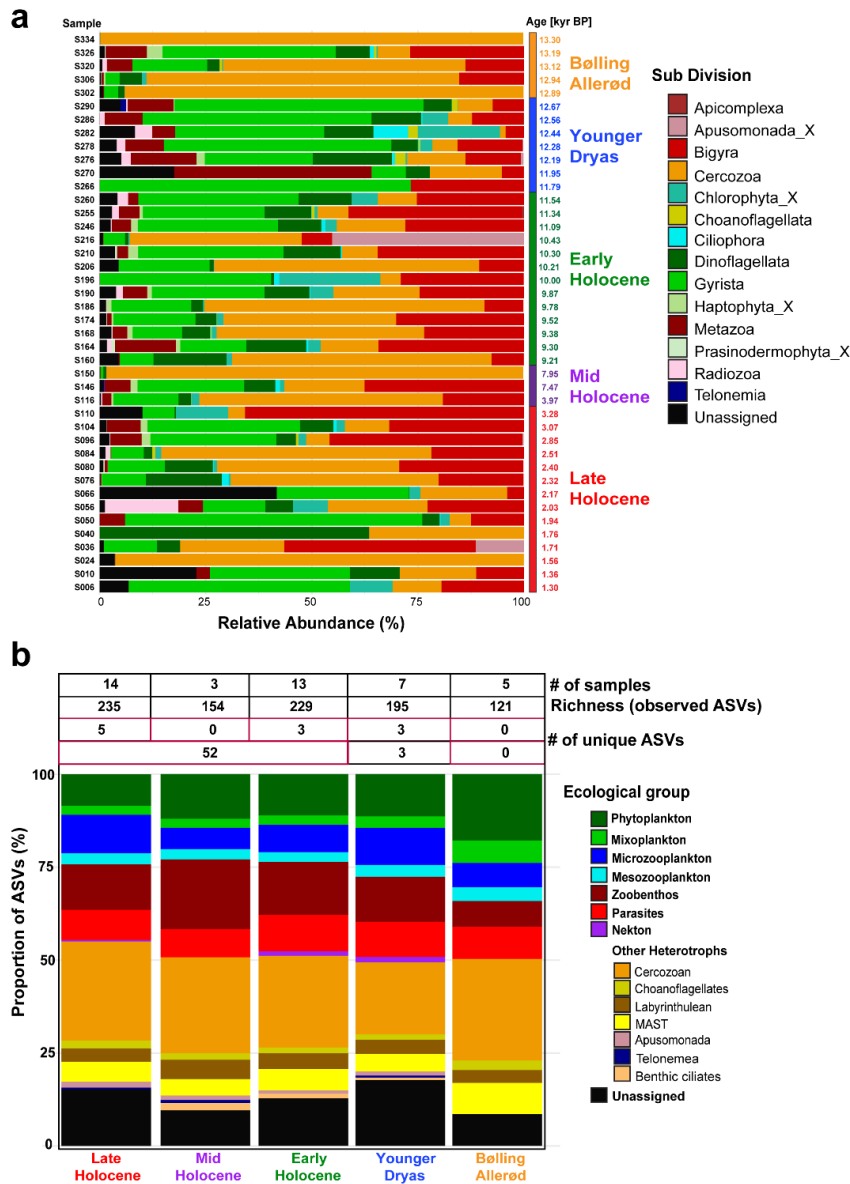 a
Sample
Age [kyr BP]
S334 13.30
S326 13.19
S320 13.12
S306 12.94
S302 12.89
Bølling
Allerød
S290 12.67
S286 12.56
S282 12.44
S278 12.28
S276 12.19
S270 11.95
S266 11.79
Younger
Dryas
S260 11.54
S255 11.34
S246 11.09
S216 10.43
S210 10.30
S206 10.21
S196 10.00
S190 9.87
S186 9.78
S174 9.52
S168 9.38
S164 9.30
S160 9.21
Early
Holocene
S150 7.95
S146 7.47
S116 3.97
Mid
Holocene
S110 3.28
S104 3.07
S096 2.85
S084 2.51
S080 2.40
S076 2.32
S066 2.17
S056 2.03
S050 1.94
S040 1.76
S036 1.71
S024 1.56
S010 1.36
S006 1.30
Late
Holocene
0 25 50 75 100
Relative Abundance (%)
Sub Division
Apicomplexa
Apusomonada_X
Bigyra
Cercozoa
Chlorophyta_X
Choanoflagellata
Ciliophora
Dinoflagellata
Gyrista
Haptophyta_X
Metazoa
Prasinodermophyta_X
Radiozoa
Telonemia
Unassigned
b
14 3 13 7 5 # of samples
235 154 229 195 121 Richness (observed ASVs)
5 0 3 3 0
# of unique ASVs
52 3 0
100
75
50
25
0
Proportion of ASVs (%)
Late
Holocene
Mid
Holocene
Early
Holocene
Younger
Dryas
Bølling
Allerød
Ecological group
Phytoplankton
Mixoplankton
Microzooplankton
Mesozooplankton
Zoobenthos
Parasites
Nekton
Other Heterotrophs
Cercozoan
Choanoflagellates
Labyrinthulean
MAST
Apusomonada
Telonemea
Benthic ciliates
Unassigned